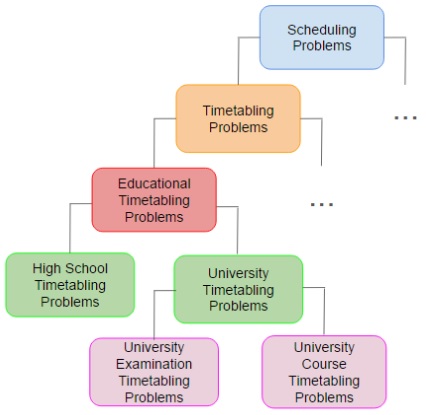 Scheduling
Problems
Timetabling
Problems
...
Educational
Timetabling
Problems
...
High School
Timetabling
Problems
University
Timetabling
Problems
University
Examination
Timetabling
Problems
University
Course
Timetabling
Problems